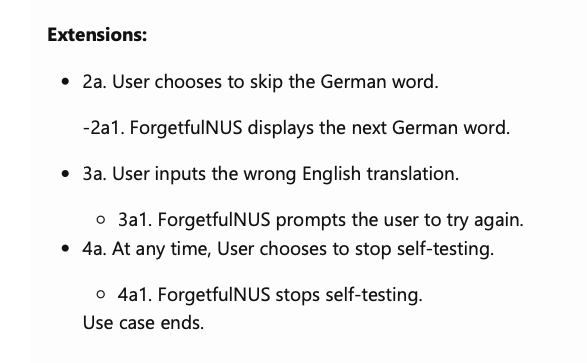 Extensions:
• 2a. User chooses to skip the German word.
-2a1. ForgetfulNUS displays the next German word.
• 3a. User inputs the wrong English translation.
○ 3a1. ForgetfulNUS prompts the user to try again.
• 4a. At any time, User chooses to stop self-testing.
○ 4a1. ForgetfulNUS stops self-testing.
Use case ends.